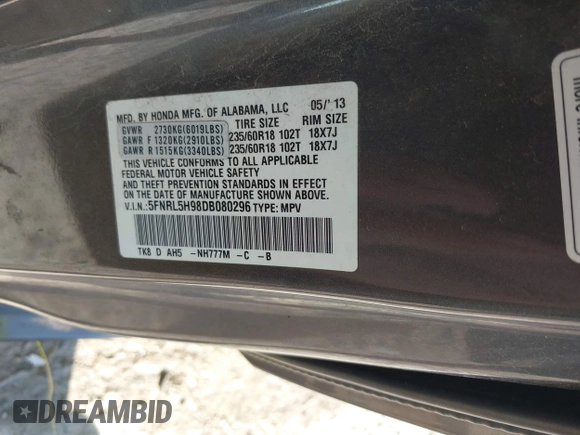 MFD. BY HONDA MFG. OF ALABAMA, LLC 05/'13
GVWR 2730KG(6019LBS) TIRE SIZE RIM SIZE
GAWR F 1320KG(2910LBS) 235/60R18 102T 18X7J
GAWR R 1515KG(3340LBS) 235/60R18 102T 18X7J
THIS VEHICLE CONFORMS TO ALL APPLICABLE
FEDERAL MOTOR VEHICLE SAFETY
AND THEFT PREVENTION STANDARDS IN EFFECT
ON THE DATE OF MANUFACTURE SHOWN ABOVE.
V.I.N.: 5FNRL5H98DB080296 TYPE: MPV
TK8 D AH5 -NH777M -C -B
DREAMBID